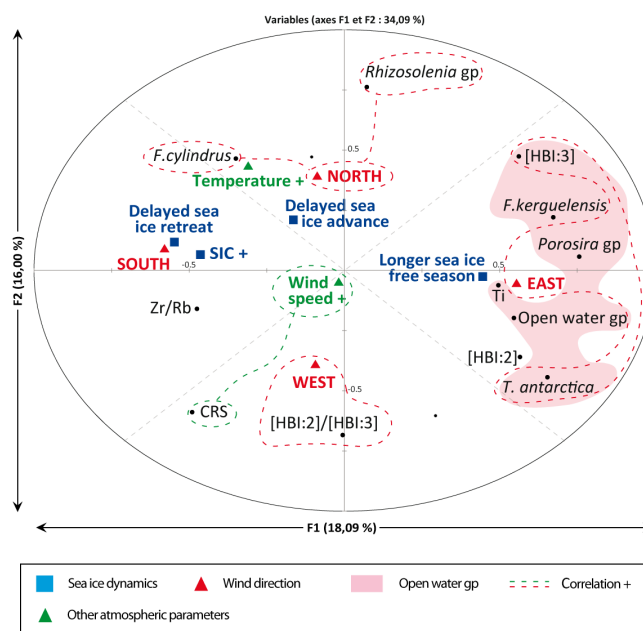 Variables (axes F1 et F2 : 34,09 %)
Rhizosolenia gp
0.5
F.cylindrus
[HBI:3]
Temperature +
NORTH
F.kerguelensis
Delayed sea
ice retreat
Delayed sea
ice advance
Porosira gp
SOUTH
SIC +
Longer sea ice
free season
-0.5
0.5
EAST
Wind
speed +
Ti
Zr/Rb
Open water gp
[HBI:2]
WEST
T. antarctica
-0.5
CRS
[HBI:2]/[HBI:3]
F2 (16,00 %)
F1 (18,09 %)
Sea ice dynamics
Wind direction
Open water gp
Correlation +
Other atmospheric parameters